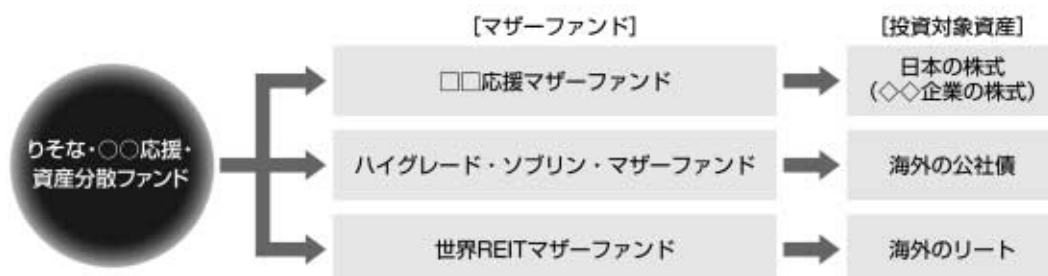 [マザーファンド]
[投資対象資産]
りそな・○○応援・
資産分散ファンド
□□応援マザーファンド
日本の株式
（◇◇企業の株式）
ハイグレード・ソブリン・マザーファンド
海外の公社債
世界REITマザーファンド
海外のリート